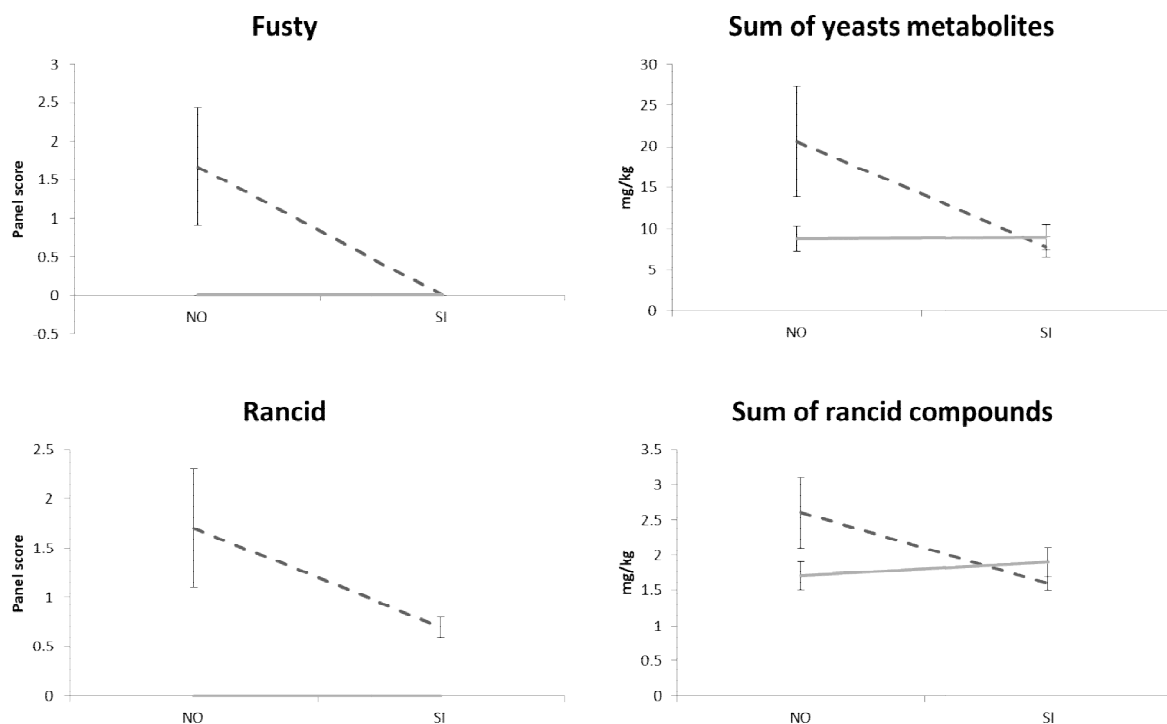 Fusty
3
2.5
2
1.5
1
0.5
0
-0.5
Panel score
NO
SI
Sum of yeasts metabolites
30
25
20
15
10
5
0
mg/kg
NO
SI
Rancid
2.5
2
1.5
1
0.5
0
Panel score
NO
SI
Sum of rancid compounds
3.5
3
2.5
2
1.5
1
0.5
0
mg/kg
NO
SI